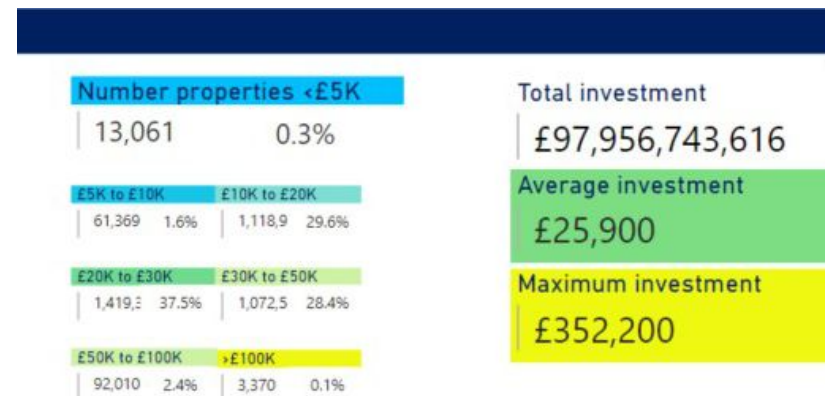 Number properties <£5K
13,061 0.3%
£5K to £10K £10K to £20K
61,369 1.6% 1,118,9 29.6%
£20K to £30K £30K to £50K
1,419,3 37.5% 1,072,5 28.4%
£50K to £100K >£100K
92,010 2.4% 3,370 0.1%
Total investment
£97,956,743,616
Average investment
£25,900
Maximum investment
£352,200